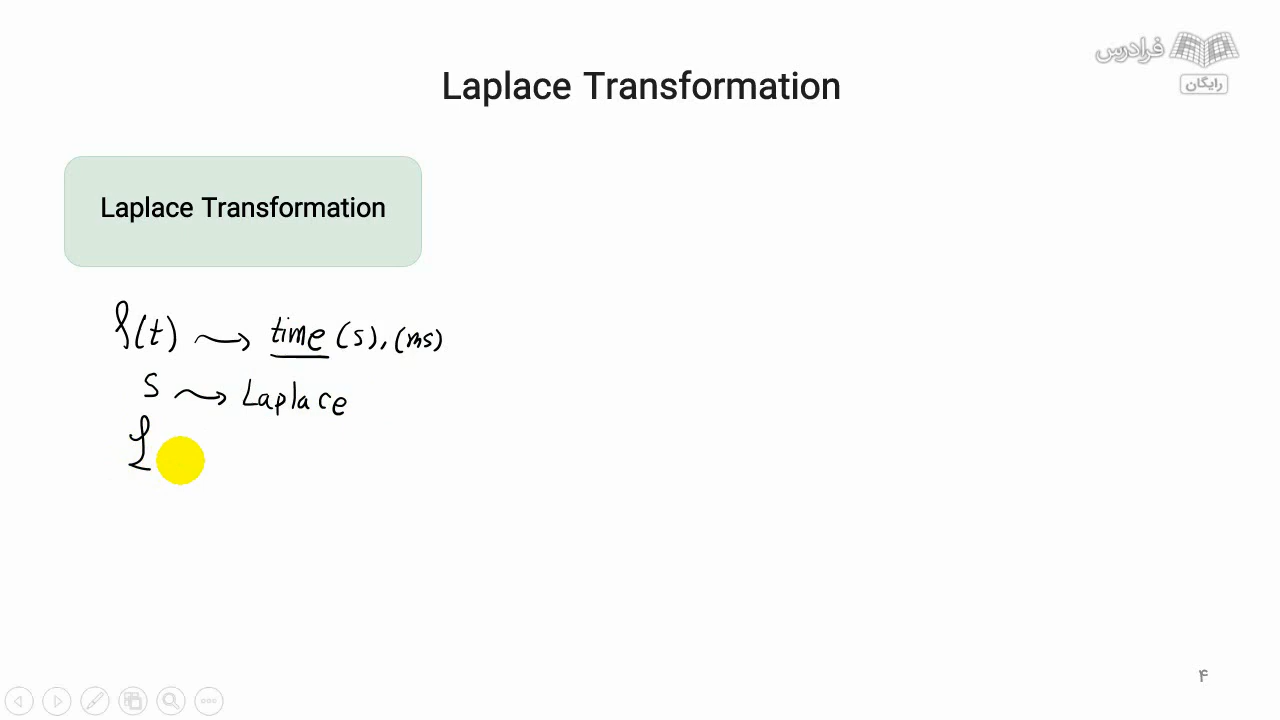 فرادرس
رایگان
Laplace Transformation
Laplace Transformation
f(t) ⇝ time (s), (ms)
s ⇝ Laplace
ℒ
۴